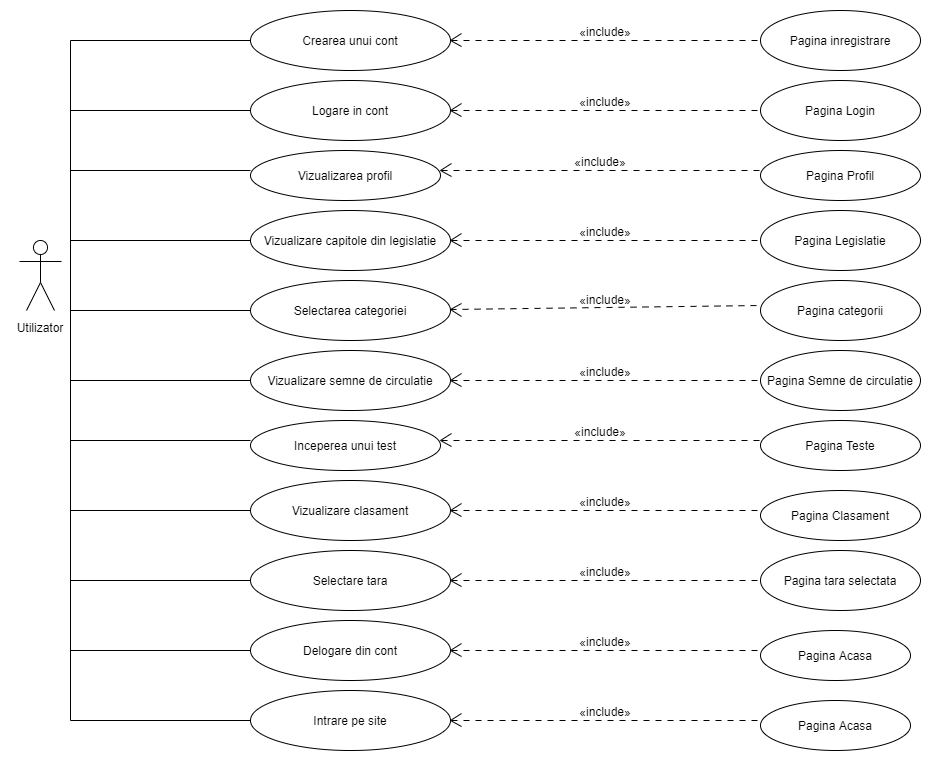 Crearea unui cont
«include»
Pagina inregistrare
Logare in cont
«include»
Pagina Login
Vizualizarea profil
«include»
Pagina Profil
Vizualizare capitole din legislatie
«include»
Pagina Legislatie
Utilizator
Selectarea categoriei
«include»
Pagina categorii
Vizualizare semne de circulatie
«include»
Pagina Semne de circulatie
Inceperea unui test
«include»
Pagina Teste
Vizualizare clasament
«include»
Pagina Clasament
Selectare tara
«include»
Pagina tara selectata
Delogare din cont
«include»
Pagina Acasa
Intrare pe site
«include»
Pagina Acasa